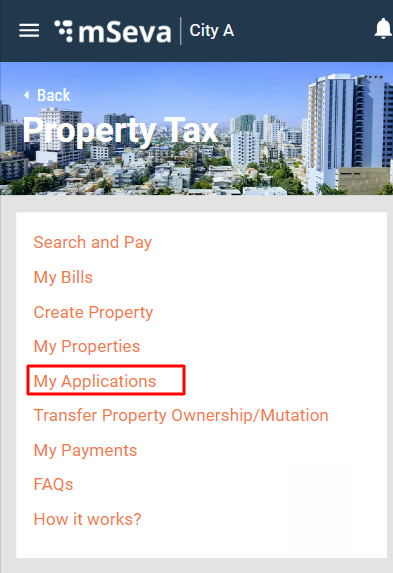 mSeva City A
Back
Property Tax
Search and Pay
My Bills
Create Property
My Properties
My Applications
Transfer Property Ownership/Mutation
My Payments
FAQs
How it works?